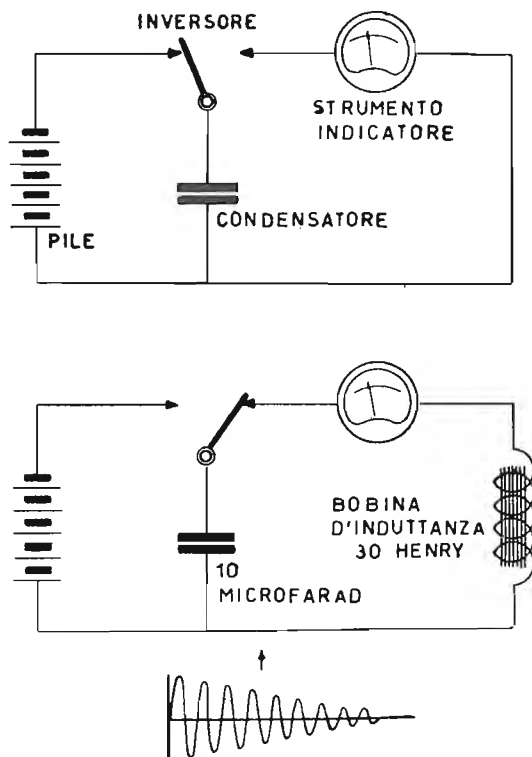 INVERSORE
STRUMENTO
INDICATORE
CONDENSATORE
PILE
BOBINA
D'INDUTTANZA
30 HENRY
10
MICROFARAD